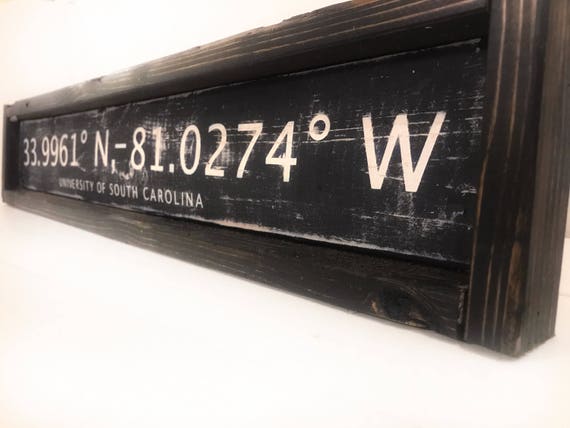 33.9961° N,-81.0274° W
UNIVERSITY OF SOUTH CAROLINA